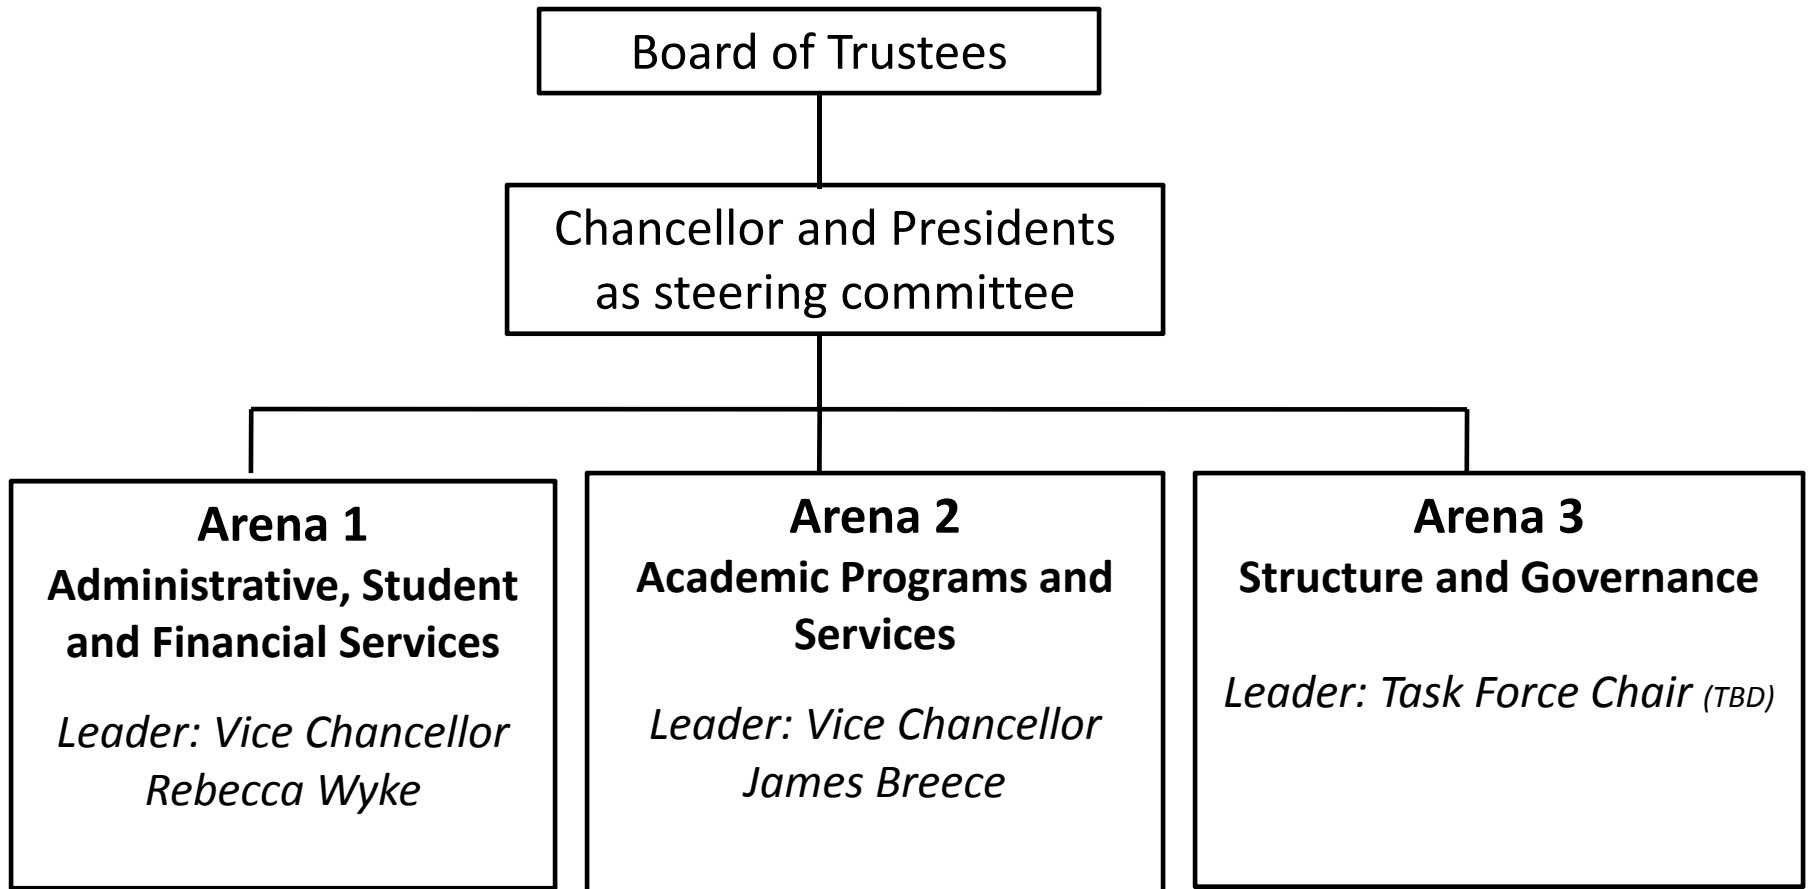 Board of Trustees
Chancellor and Presidents
as steering committee
Arena 1
Administrative, Student
and Financial Services
Leader: Vice Chancellor
Rebecca Wyke
Arena 2
Academic Programs and
Services
Leader: Vice Chancellor
James Breece
Arena 3
Structure and Governance
Leader: Task Force Chair (TBD)